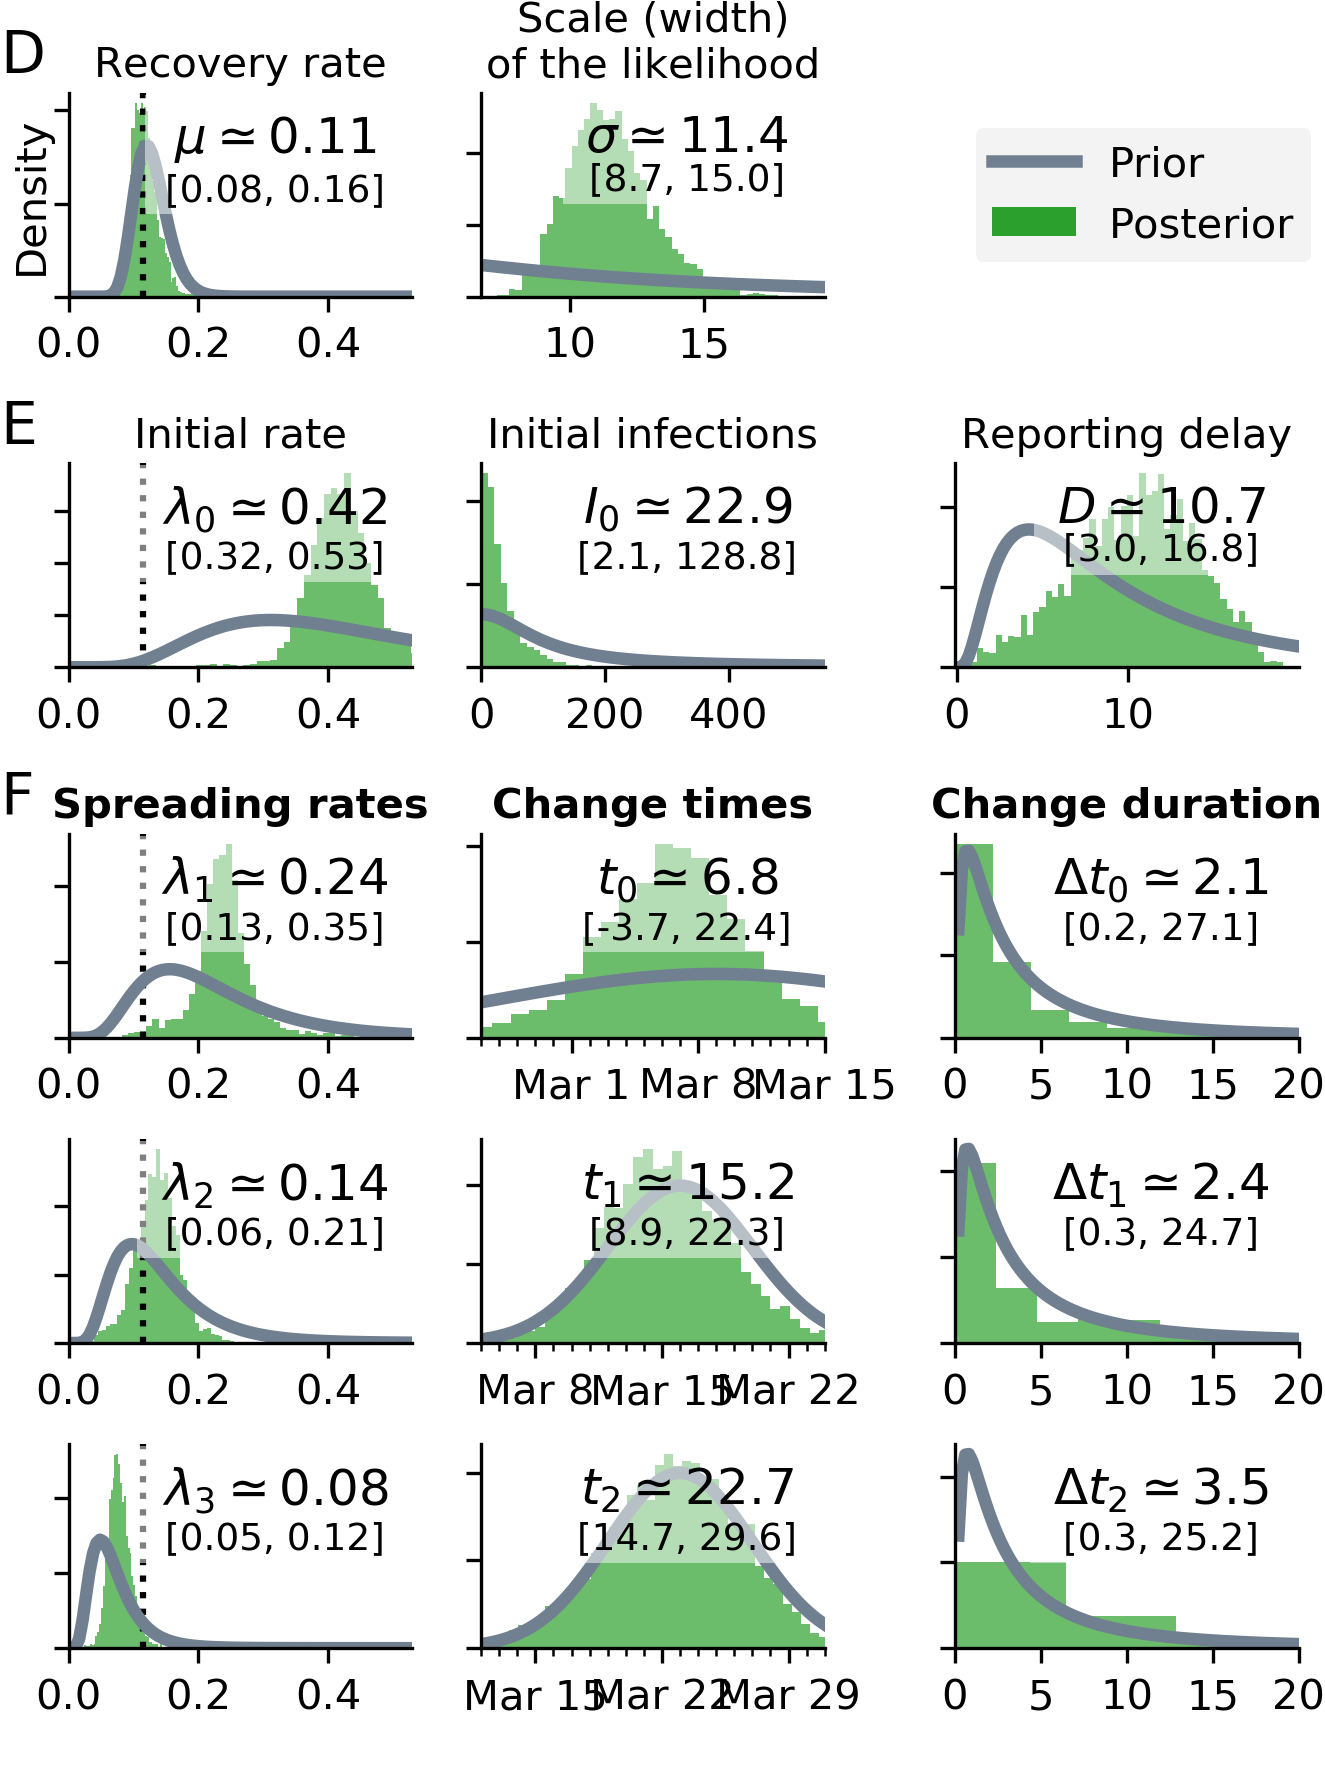 D
Recovery rate
Scale (width)
of the likelihood
Density
μ ≃ 0.11
[0.08, 0.16]
σ ≃ 11.4
[8.7, 15.0]
Prior
Posterior
0.0 0.2 0.4
10 15
E
Initial rate
Initial infections
Reporting delay
λ₀ ≃ 0.42
[0.32, 0.53]
I₀ ≃ 22.9
[2.1, 128.8]
D ≃ 10.7
[3.0, 16.8]
0.0 0.2 0.4
0 200 400
0 10
F
Spreading rates
Change times
Change duration
λ₁ ≃ 0.24
[0.13, 0.35]
t₀ ≃ 6.8
[-3.7, 22.4]
Δt₀ ≃ 2.1
[0.2, 27.1]
0.0 0.2 0.4
Mar 1 Mar 8 Mar 15
0 5 10 15 20
λ₂ ≃ 0.14
[0.06, 0.21]
t₁ ≃ 15.2
[8.9, 22.3]
Δt₁ ≃ 2.4
[0.3, 24.7]
0.0 0.2 0.4
Mar 8 Mar 15 Mar 22
0 5 10 15 20
λ₃ ≃ 0.08
[0.05, 0.12]
t₂ ≃ 22.7
[14.7, 29.6]
Δt₂ ≃ 3.5
[0.3, 25.2]
0.0 0.2 0.4
Mar 15 Mar 22 Mar 29
0 5 10 15 20